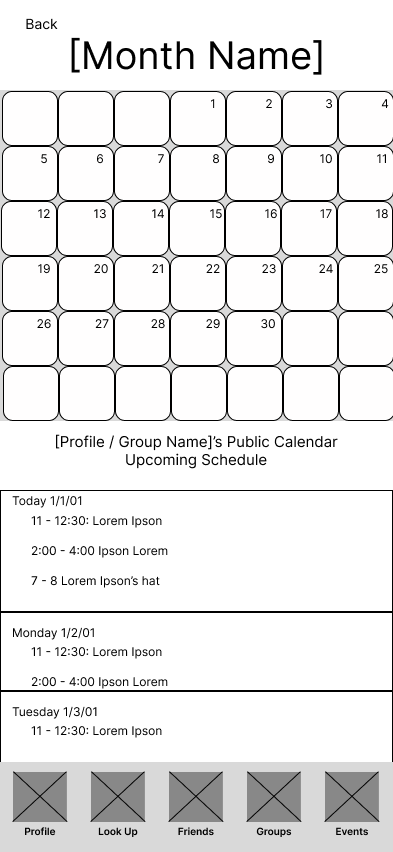 Back
[Month Name]
1 2 3 4
5 6 7 8 9 10 11
12 13 14 15 16 17 18
19 20 21 22 23 24 25
26 27 28 29 30
[Profile / Group Name]’s Public Calendar
Upcoming Schedule
Today 1/1/01
11 - 12:30: Lorem Ipson
2:00 - 4:00 Ipson Lorem
7 - 8 Lorem Ipson’s hat
Monday 1/2/01
11 - 12:30: Lorem Ipson
2:00 - 4:00 Ipson Lorem
Tuesday 1/3/01
11 - 12:30: Lorem Ipson
Profile Look Up Friends Groups Events